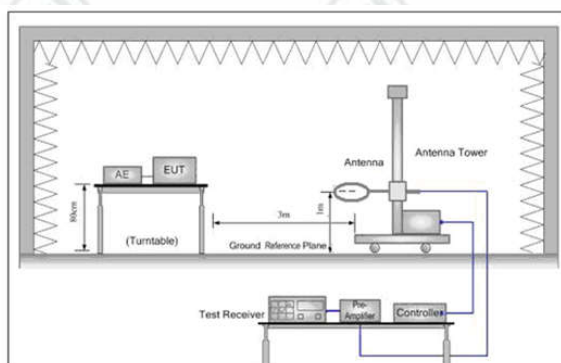 AE
EUT
80cm
(Turntable)
3m
1m
Ground Reference Plane
Antenna
Antenna Tower
Test Receiver
Pre-
Amplifier
Controller